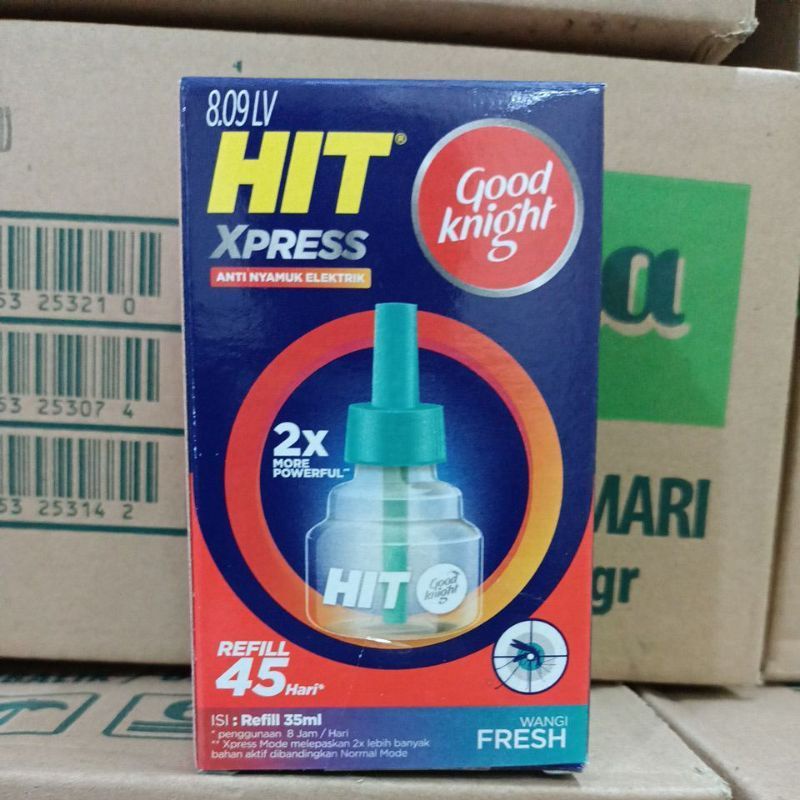 8.09 LV
HIT®
XPRESS
ANTI NYAMUK ELEKTRIK
Good
knight
2x
MORE
POWERFUL**
HIT
Good
knight
REFILL
45 Hari*
ISI : Refill 35ml
* penggunaan 8 Jam / Hari
** Xpress Mode melepaskan 2x lebih banyak
bahan aktif dibandingkan Normal Mode
WANGI
FRESH
53 25321 0
53 25307 4
53 25314 2
a
MARI
gr